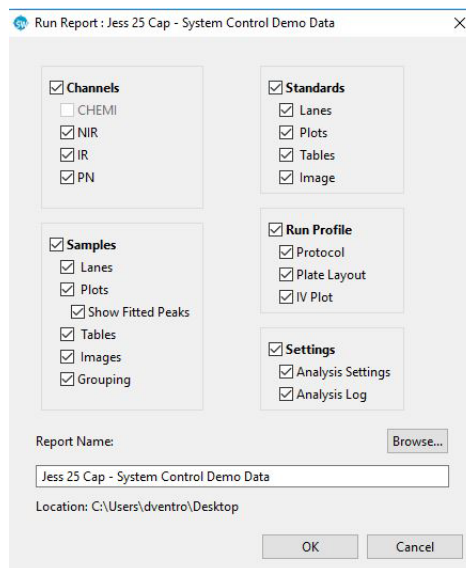 Run Report : Jess 25 Cap - System Control Demo Data
Channels
CHEMI
NIR
IR
PN
Samples
Lanes
Plots
Show Fitted Peaks
Tables
Images
Grouping
Standards
Lanes
Plots
Tables
Image
Run Profile
Protocol
Plate Layout
IV Plot
Settings
Analysis Settings
Analysis Log
Report Name:
Browse...
Jess 25 Cap - System Control Demo Data
Location: C:\Users\dventro\Desktop
OK
Cancel